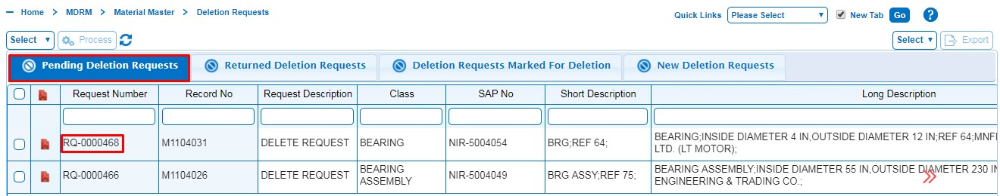 Home > MDRM > Material Master > Deletion Requests
Quick Links Please Select New Tab Go ?
Select Process Select Export
Pending Deletion Requests Returned Deletion Requests Deletion Requests Marked For Deletion New Deletion Requests
Request Number Record No Request Description Class SAP No Short Description Long Description
RQ-0000468 M1104031 DELETE REQUEST BEARING NIR-5004054 BRG;REF 64; BEARING;INSIDE DIAMETER 4 IN,OUTSIDE DIAMETER 12 IN;REF 64;MNF
LTD. (LT MOTOR);
RQ-0000466 M1104026 DELETE REQUEST BEARING ASSEMBLY NIR-5004049 BRG ASSY;REF 75; BEARING ASSEMBLY;INSIDE DIAMETER 55 IN,OUTSIDE DIAMETER 230 IN
ENGINEERING & TRADING CO.;